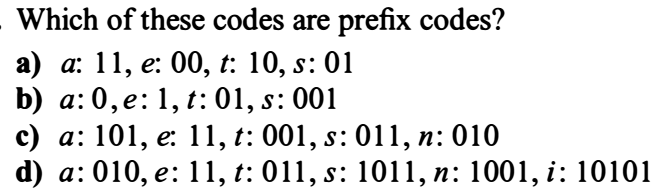 . Which of these codes are prefix codes?
a) a: 11, e: 00, t: 10, s: 01
b) a: 0, e: 1, t: 01, s: 001
c) a: 101, e: 11, t: 001, s: 011, n: 010
d) a: 010, e: 11, t: 011, s: 1011, n: 1001, i: 10101